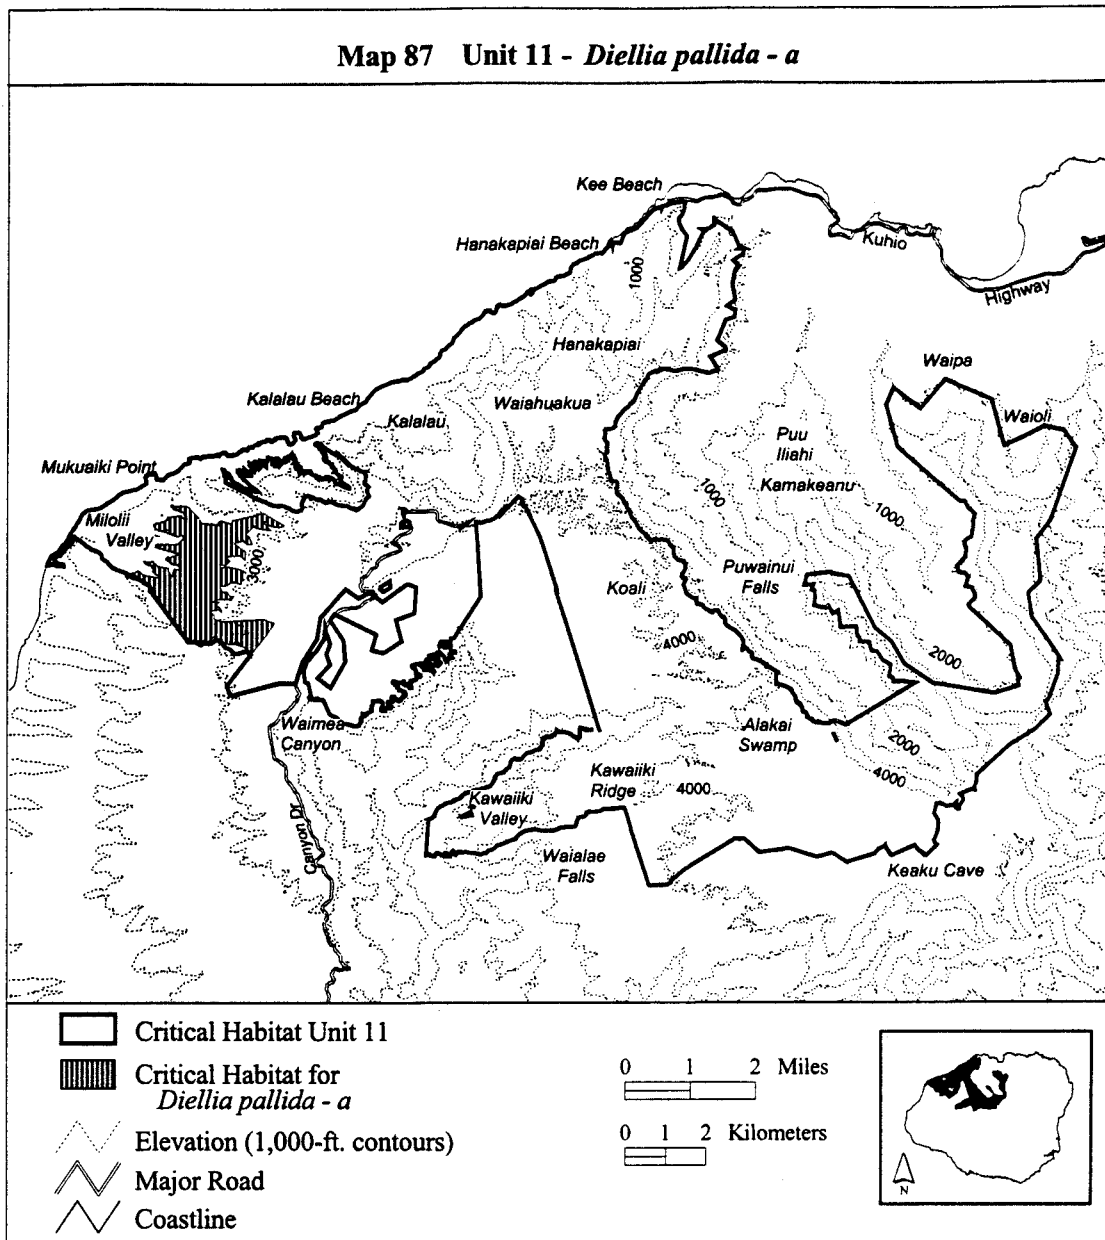 Map 87 Unit 11 - Diellia pallida - a
Kee Beach
Hanakapiai Beach
Kuhio
Highway
1000
Hanakapiai
Waipa
Kalalau Beach
Waiahuakua
Kalalau
Waioli
Puu
Iliahi
Mukuaiki Point
Kamakeanu
1000
1000
Milolii
Valley
3000
Puwainui
Falls
Koali
4000
2000
Waimea
Canyon
Alakai
Swamp
2000
4000
Kawaiiki
Ridge
4000
Kawaiiki
Valley
Canyon Dr
Waialae
Falls
Keaku Cave
Critical Habitat Unit 11
Critical Habitat for
Diellia pallida - a
Elevation (1,000-ft. contours)
Major Road
Coastline
0 1 2 Miles
0 1 2 Kilometers
N